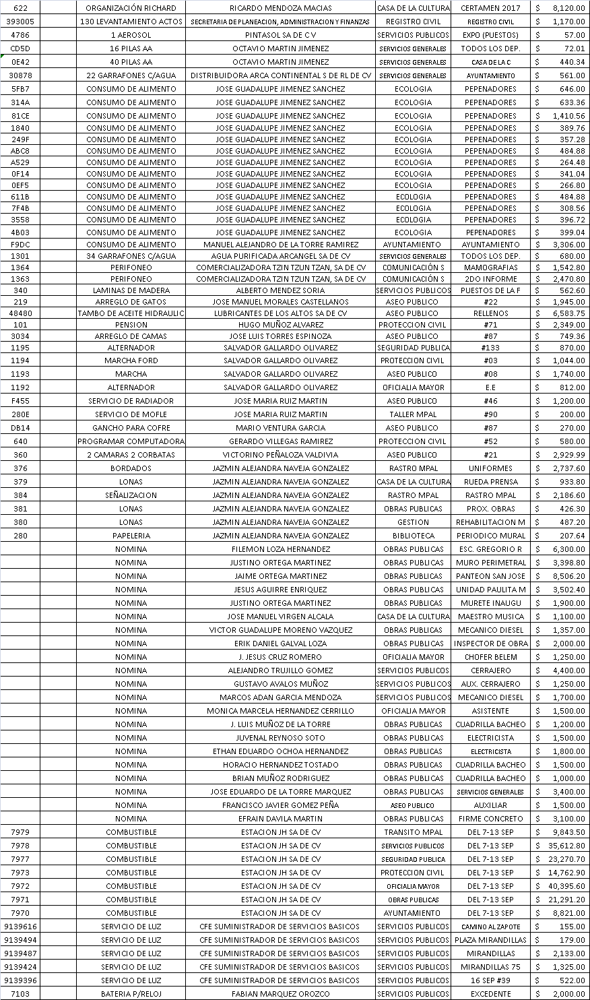 622 ORGANIZACIÓN RICHARD RICARDO MENDOZA MACIAS CASA DE LA CULTURA CERTAMEN 2017 $ 8,120.00
393005 130 LEVANTAMIENTO ACTOS SECRETARIA DE PLANEACION, ADMINISTRACION Y FINANZAS REGISTRO CIVIL REGISTRO CIVIL $ 1,170.00
4786 1 AEROSOL PINTASOL SA DE C V SERVICIOS PUBLICOS EXPO (PUESTOS) $ 57.00
CD5D 16 PILAS AA OCTAVIO MARTIN JIMENEZ SERVICIOS GENERALES TODOS LOS DEP. $ 72.01
0E42 40 PILAS AA OCTAVIO MARTIN JIMENEZ SERVICIOS GENERALES CASA DE LA C $ 440.34
30878 22 GARRAFONES C/AGUA DISTRIBUIDORA ARCA CONTINENTAL S DE RL DE CV SERVICIOS GENERALES AYUNTAMIENTO $ 561.00
5FB7 CONSUMO DE ALIMENTO JOSE GUADALUPE JIMENEZ SANCHEZ ECOLOGIA PEPENADORES $ 646.00
314A CONSUMO DE ALIMENTO JOSE GUADALUPE JIMENEZ SANCHEZ ECOLOGIA PEPENADORES $ 633.36
81CE CONSUMO DE ALIMENTO JOSE GUADALUPE JIMENEZ SANCHEZ ECOLOGIA PEPENADORES $ 1,410.56
1840 CONSUMO DE ALIMENTO JOSE GUADALUPE JIMENEZ SANCHEZ ECOLOGIA PEPENADORES $ 389.76
249F CONSUMO DE ALIMENTO JOSE GUADALUPE JIMENEZ SANCHEZ ECOLOGIA PEPENADORES $ 357.28
ABC8 CONSUMO DE ALIMENTO JOSE GUADALUPE JIMENEZ SANCHEZ ECOLOGIA PEPENADORES $ 484.88
A529 CONSUMO DE ALIMENTO JOSE GUADALUPE JIMENEZ SANCHEZ ECOLOGIA PEPENADORES $ 264.48
0F14 CONSUMO DE ALIMENTO JOSE GUADALUPE JIMENEZ SANCHEZ ECOLOGIA PEPENADORES $ 341.04
0EF5 CONSUMO DE ALIMENTO JOSE GUADALUPE JIMENEZ SANCHEZ ECOLOGIA PEPENADORES $ 266.80
611B CONSUMO DE ALIMENTO JOSE GUADALUPE JIMENEZ SANCHEZ ECOLOGIA PEPENADORES $ 484.88
7F4B CONSUMO DE ALIMENTO JOSE GUADALUPE JIMENEZ SANCHEZ ECOLOGIA PEPENADORES $ 308.56
3558 CONSUMO DE ALIMENTO JOSE GUADALUPE JIMENEZ SANCHEZ ECOLOGIA PEPENADORES $ 396.72
4B03 CONSUMO DE ALIMENTO JOSE GUADALUPE JIMENEZ SANCHEZ ECOLOGIA PEPENADORES $ 399.04
F9DC CONSUMO DE ALIMENTO MANUEL ALEJANDRO DE LA TORRE RAMIREZ AYUNTAMIENTO AYUNTAMIENTO $ 3,306.00
1301 34 GARRAFONES C/AGUA AGUA PURIFICADA ARCANGEL SA DE CV SERVICIOS GENERALES TODOS LOS DEP. $ 680.00
1364 PERIFONEO COMERCIALIZADORA TZIN TZUN TZAN, SA DE CV COMUNICACIÓN S MAMOGRAFIAS $ 1,542.80
1363 PERIFONEO COMERCIALIZADORA TZIN TZUN TZAN, SA DE CV COMUNICACIÓN S 2DO INFORME $ 2,470.80
340 LAMINAS DE MADERA ALBERTO MENDEZ SORIA SERVICIOS PUBLICOS PUESTOS DE LA F $ 562.60
219 ARREGLO DE GATOS JOSE MANUEL MORALES CASTELLANOS ASEO PUBLICO #22 $ 1,945.00
48480 TAMBO DE ACEITE HIDRAULIC LUBRICANTES DE LOS ALTOS SA DE CV ASEO PUBLICO RELLENOS $ 6,583.75
101 PENSION HUGO MUÑOZ ALVAREZ PROTECCION CIVIL #71 $ 2,349.00
3034 ARREGLO DE CAMAS JOSE LUIS TORRES ESPINOZA ASEO PUBLICO #87 $ 749.36
1195 ALTERNADOR SALVADOR GALLARDO OLIVAREZ SEGURIDAD PUBLICA #133 $ 870.00
1194 MARCHA FORD SALVADOR GALLARDO OLIVAREZ PROTECCION CIVIL #03 $ 1,044.00
1193 MARCHA SALVADOR GALLARDO OLIVAREZ ASEO PUBLICO #08 $ 1,740.00
1192 ALTERNADOR SALVADOR GALLARDO OLIVAREZ OFICIALIA MAYOR E.E $ 812.00
F455 SERVICIO DE RADIADOR JOSE MARIA RUIZ MARTIN ASEO PUBLICO #46 $ 1,200.00
280E SERVICIO DE MOFLE JOSE MARIA RUIZ MARTIN TALLER MPAL #90 $ 200.00
DB14 GANCHO PARA COFRE MARIO VENTURA GARCIA ASEO PUBLICO #87 $ 270.00
640 PROGRAMAR COMPUTADORA GERARDO VILLEGAS RAMIREZ PROTECCION CIVIL #52 $ 580.00
360 2 CAMARAS 2 CORBATAS VICTORINO PEÑALOZA VALDIVIA ASEO PUBLICO #21 $ 2,929.99
376 BORDADOS JAZMIN ALEJANDRA NAVEJA GONZALEZ RASTRO MPAL UNIFORMES $ 2,737.60
379 LONAS JAZMIN ALEJANDRA NAVEJA GONZALEZ CASA DE LA CULTURA RUEDA PRENSA $ 933.80
384 SEÑALIZACION JAZMIN ALEJANDRA NAVEJA GONZALEZ RASTRO MPAL RASTRO MPAL $ 2,186.60
381 LONAS JAZMIN ALEJANDRA NAVEJA GONZALEZ OBRAS PUBLICAS PROX. OBRAS $ 426.30
380 LONAS JAZMIN ALEJANDRA NAVEJA GONZALEZ GESTION REHABILITACION M $ 487.20
280 PAPELERIA JAZMIN ALEJANDRA NAVEJA GONZALEZ BIBLIOTECA PERIODICO MURAL $ 207.64
NOMINA FILEMON LOZA HERNANDEZ OBRAS PUBLICAS ESC. GREGORIO R $ 6,300.00
NOMINA JUSTINO ORTEGA MARTINEZ OBRAS PUBLICAS MURO PERIMETRAL $ 3,398.80
NOMINA JAIME ORTEGA MARTINEZ OBRAS PUBLICAS PANTEON SAN JOSE $ 8,506.20
NOMINA JESUS AGUIRRE ENRIQUEZ OBRAS PUBLICAS UNIDAD PAULITA M $ 3,502.40
NOMINA JUSTINO ORTEGA MARTINEZ OBRAS PUBLICAS MURETE INAUGU $ 1,900.00
NOMINA JOSE MANUEL VIRGEN ALCALA CASA DE LA CULTURA MAESTRO MUSICA $ 1,100.00
NOMINA VICTOR GUADALUPE MORENO VAZQUEZ OBRAS PUBLICAS MECANICO DIESEL $ 1,357.00
NOMINA ERIK DANIEL GALVAL LOZA OBRAS PUBLICAS INSPECTOR DE OBRA $ 2,000.00
NOMINA J. JESUS CRUZ ROMERO OFICIALIA MAYOR CHOFER BELEM $ 1,250.00
NOMINA ALEJANDRO TRUJILLO GOMEZ SERVICIOS PUBLICOS CERRAJERO $ 4,400.00
NOMINA GUSTAVO AVALOS MUÑOZ SERVICIOS PUBLICOS AUX. CERRAJERO $ 1,250.00
NOMINA MARCOS ADAN GARCIA MENDOZA SERVICIOS PUBLICOS MECANICO DIESEL $ 1,700.00
NOMINA MONICA MARCELA HERNANDEZ CERRILLO OFICIALIA MAYOR ASISTENTE $ 1,500.00
NOMINA J. LUIS MUÑOZ DE LA TORRE OBRAS PUBLICAS CUADRILLA BACHEO $ 1,200.00
NOMINA JUVENAL REYNOSO SOTO OBRAS PUBLICAS ELECTRICISTA $ 1,500.00
NOMINA ETHAN EDUARDO OCHOA HERNANDEZ OBRAS PUBLICAS ELECTRICISTA $ 1,800.00
NOMINA HORACIO HERNANDEZ TOSTADO OBRAS PUBLICAS CUADRILLA BACHEO $ 1,500.00
NOMINA BRIAN MUÑOZ RODRIGUEZ OBRAS PUBLICAS CUADRILLA BACHEO $ 1,000.00
NOMINA JOSE EDUARDO DE LA TORRE MARQUEZ OBRAS PUBLICAS SERVICIOS GENERALES $ 3,400.00
NOMINA FRANCISCO JAVIER GOMEZ PEÑA ASEO PUBLICO AUXILIAR $ 1,500.00
NOMINA EFRAIN DAVILA MARTIN OBRAS PUBLICAS FIRME CONCRETO $ 3,100.00
7979 COMBUSTIBLE ESTACION JH SA DE CV TRANSITO MPAL DEL 7-13 SEP $ 9,843.50
7978 COMBUSTIBLE ESTACION JH SA DE CV SERVICIOS PUBLICOS DEL 7-13 SEP $ 35,612.80
7977 COMBUSTIBLE ESTACION JH SA DE CV SEGURIDAD PUBLICA DEL 7-13 SEP $ 23,270.70
7973 COMBUSTIBLE ESTACION JH SA DE CV PROTECCION CIVIL DEL 7-13 SEP $ 14,762.90
7972 COMBUSTIBLE ESTACION JH SA DE CV OFICIALIA MAYOR DEL 7-13 SEP $ 40,395.60
7971 COMBUSTIBLE ESTACION JH SA DE CV OBRAS PUBLICAS DEL 7-13 SEP $ 21,291.20
7970 COMBUSTIBLE ESTACION JH SA DE CV AYUNTAMIENTO DEL 7-13 SEP $ 8,821.00
9139616 SERVICIO DE LUZ CFE SUMINISTRADOR DE SERVICIOS BASICOS SERVICIOS PUBLICOS CAMINO AL ZAPOTE $ 155.00
9139494 SERVICIO DE LUZ CFE SUMINISTRADOR DE SERVICIOS BASICOS SERVICIOS PUBLICOS PLAZA MIRANDILLAS $ 179.00
9139487 SERVICIO DE LUZ CFE SUMINISTRADOR DE SERVICIOS BASICOS SERVICIOS PUBLICOS MIRANDILLAS $ 2,133.00
9139424 SERVICIO DE LUZ CFE SUMINISTRADOR DE SERVICIOS BASICOS SERVICIOS PUBLICOS MIRANDILLAS 75 $ 1,325.00
9139396 SERVICIO DE LUZ CFE SUMINISTRADOR DE SERVICIOS BASICOS SERVICIOS PUBLICOS 16 SEP #39 $ 522.00
7103 BATERIA P/RELOJ FABIAN MARQUEZ OROZCO SERVICIOS PUBLICOS EXCEDENTE $ 2,000.00